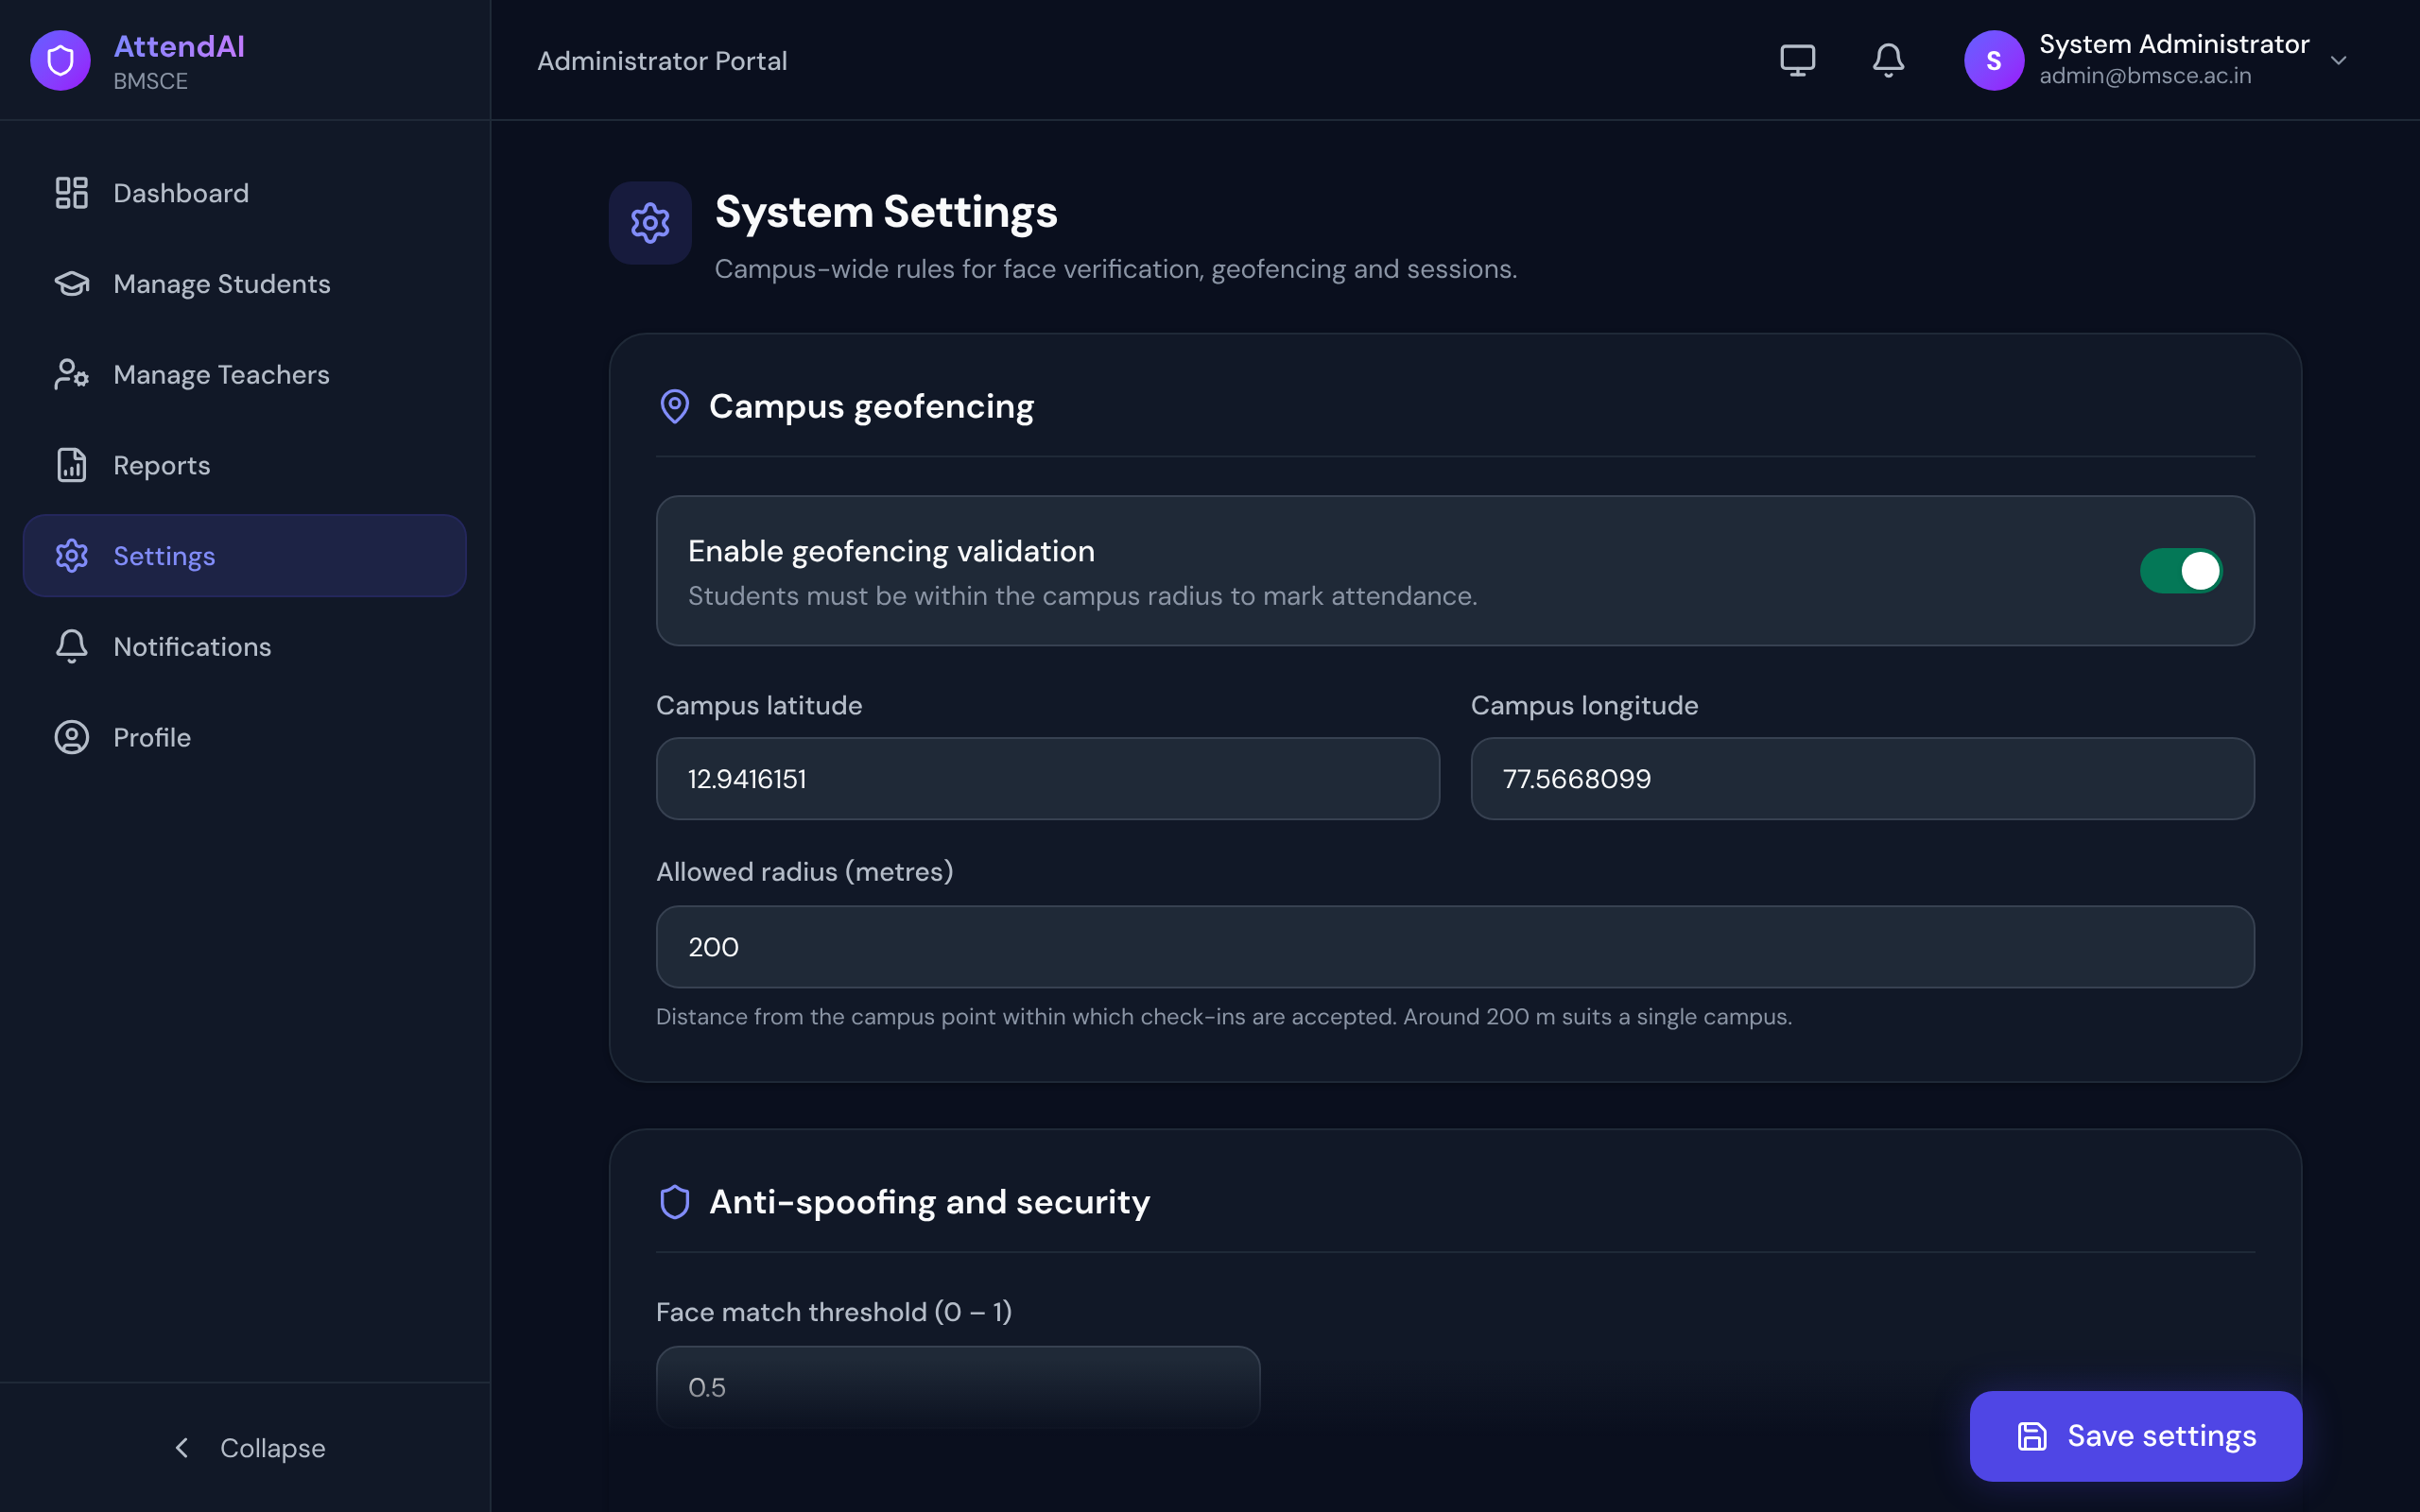 AttendAI
BMSCE
Administrator Portal
S
System Administrator
admin@bmsce.ac.in
Dashboard
Manage Students
Manage Teachers
Reports
Settings
Notifications
Profile
Collapse
System Settings
Campus-wide rules for face verification, geofencing and sessions.
Campus geofencing
Enable geofencing validation
Students must be within the campus radius to mark attendance.
Campus latitude
Campus longitude
12.9416151
77.5668099
Allowed radius (metres)
200
Distance from the campus point within which check-ins are accepted. Around 200 m suits a single campus.
Anti-spoofing and security
Face match threshold (0 – 1)
0.5
Save settings